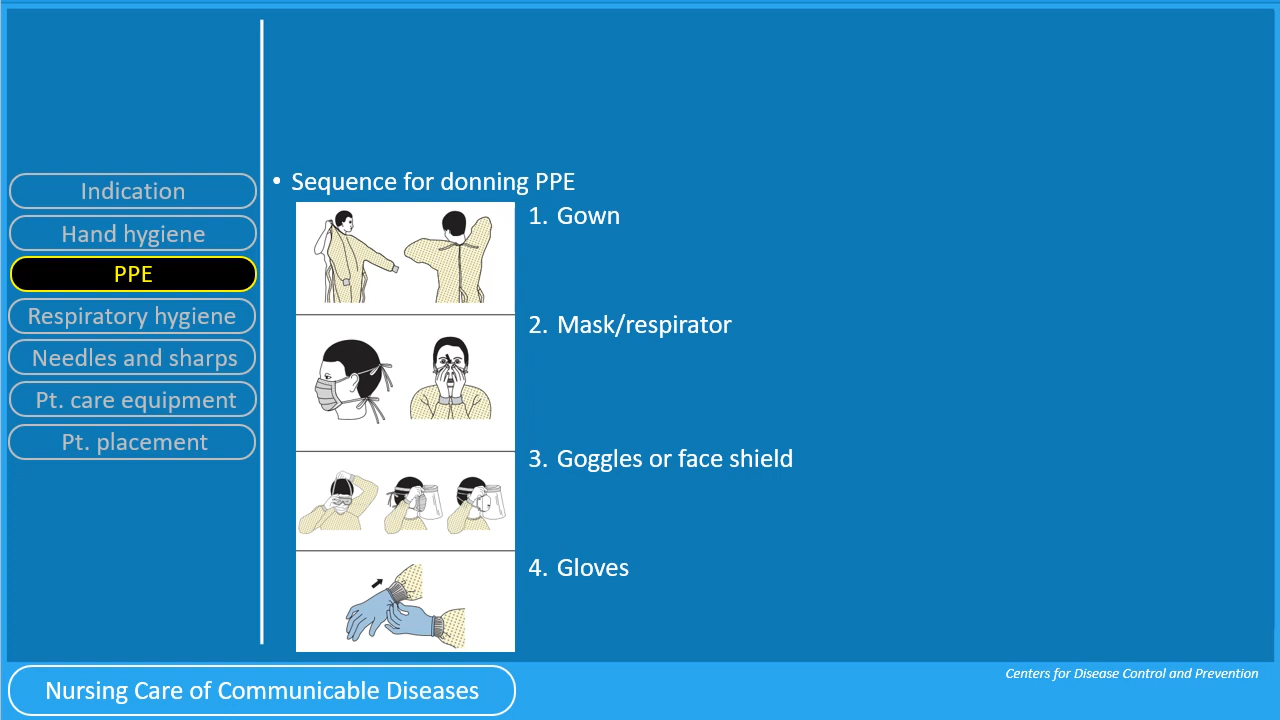 Indication
Hand hygiene
PPE
Respiratory hygiene
Needles and sharps
Pt. care equipment
Pt. placement
• Sequence for donning PPE
1. Gown
2. Mask/respirator
3. Goggles or face shield
4. Gloves
Nursing Care of Communicable Diseases
Centers for Disease Control and Prevention